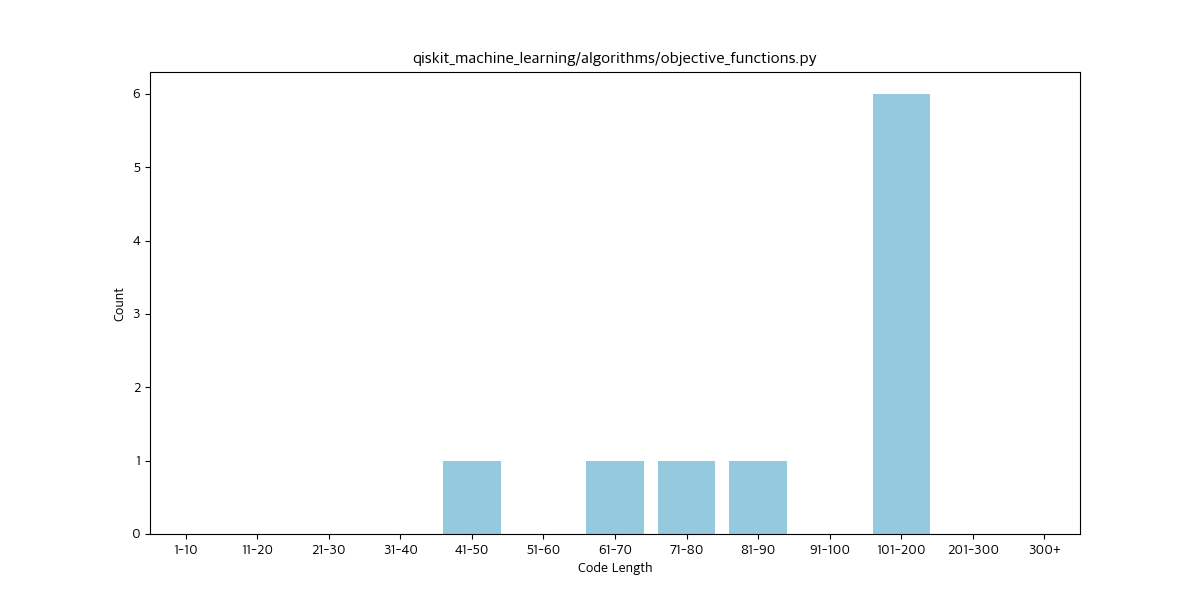 qiskit_machine_learning/algorithms/objective_functions.py
6
5
4
3
2
1
0
Count
1-10 11-20 21-30 31-40 41-50 51-60 61-70 71-80 81-90 91-100 101-200 201-300 300+
Code Length